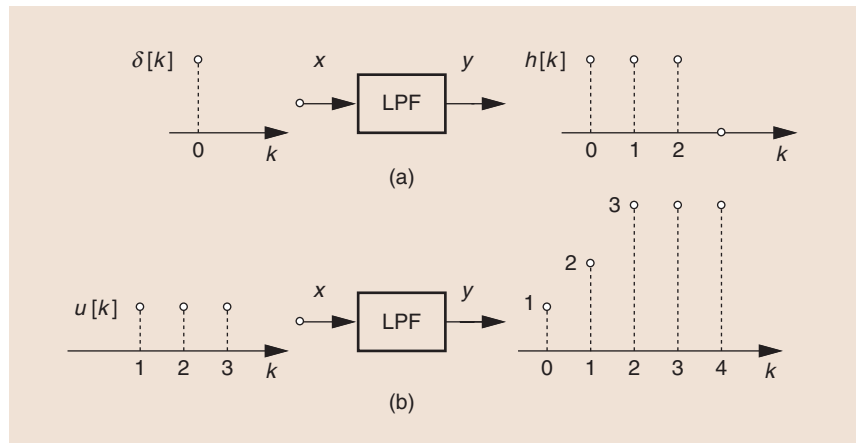 δ[k] x LPF y h[k]
0 k 0 1 2 k
(a)
u[k] x LPF y 1 2 3
1 2 3 k 0 1 2 3 4 k
(b)